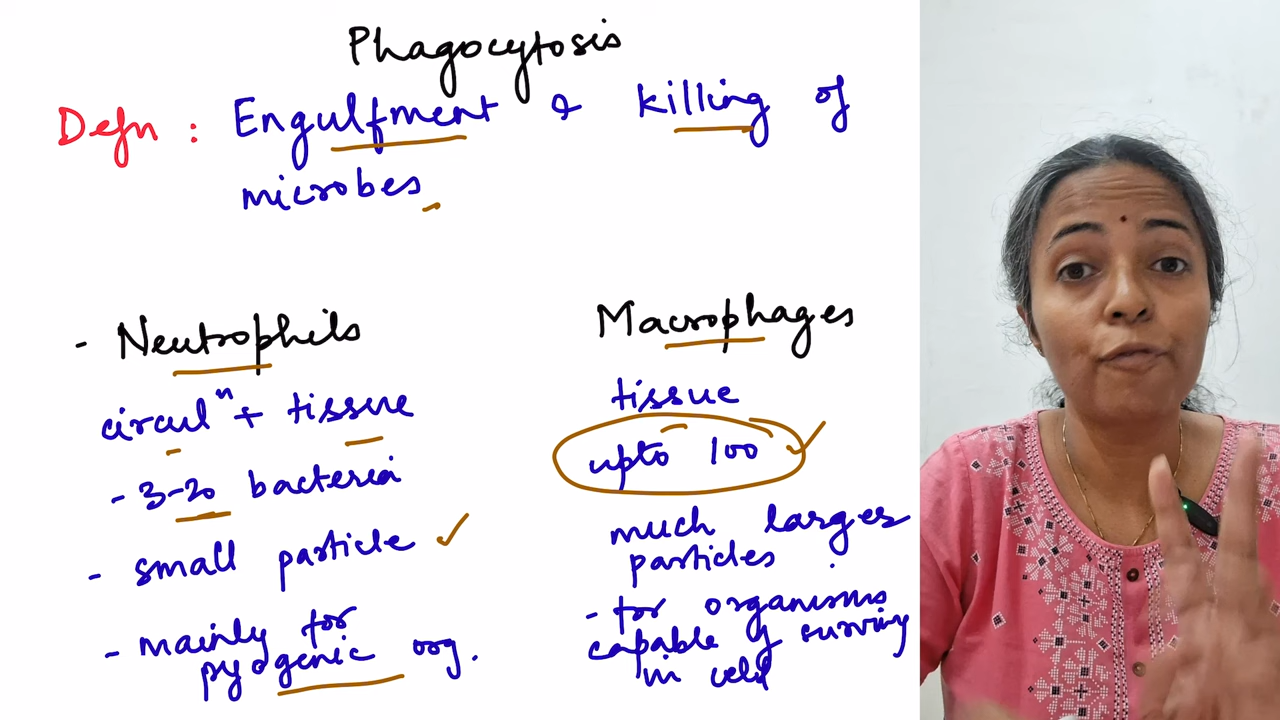 Phagocytosis
Defn : Engulfment & killing of
microbes
- Neutrophils
circulⁿ + tissue
- 3-20 bacteria
- small particle
- mainly for
pyogenic org.
Macrophages
tissue
upto 100
much larges
particles
- for organisms
capable of surviving
in cell